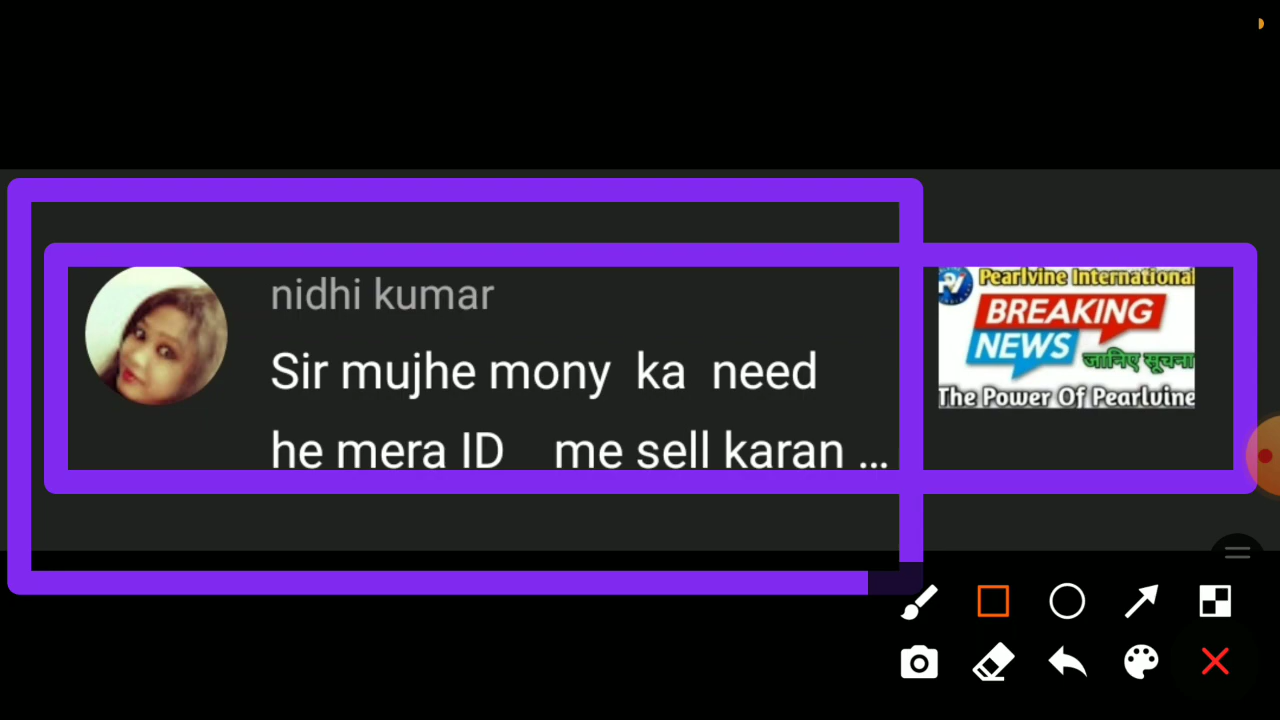 nidhi kumar
Sir mujhe mony ka need
he mera ID me sell karan ...
Pearlvine International
BREAKING
NEWS
जानिए सूचना
The Power Of Pearlvine